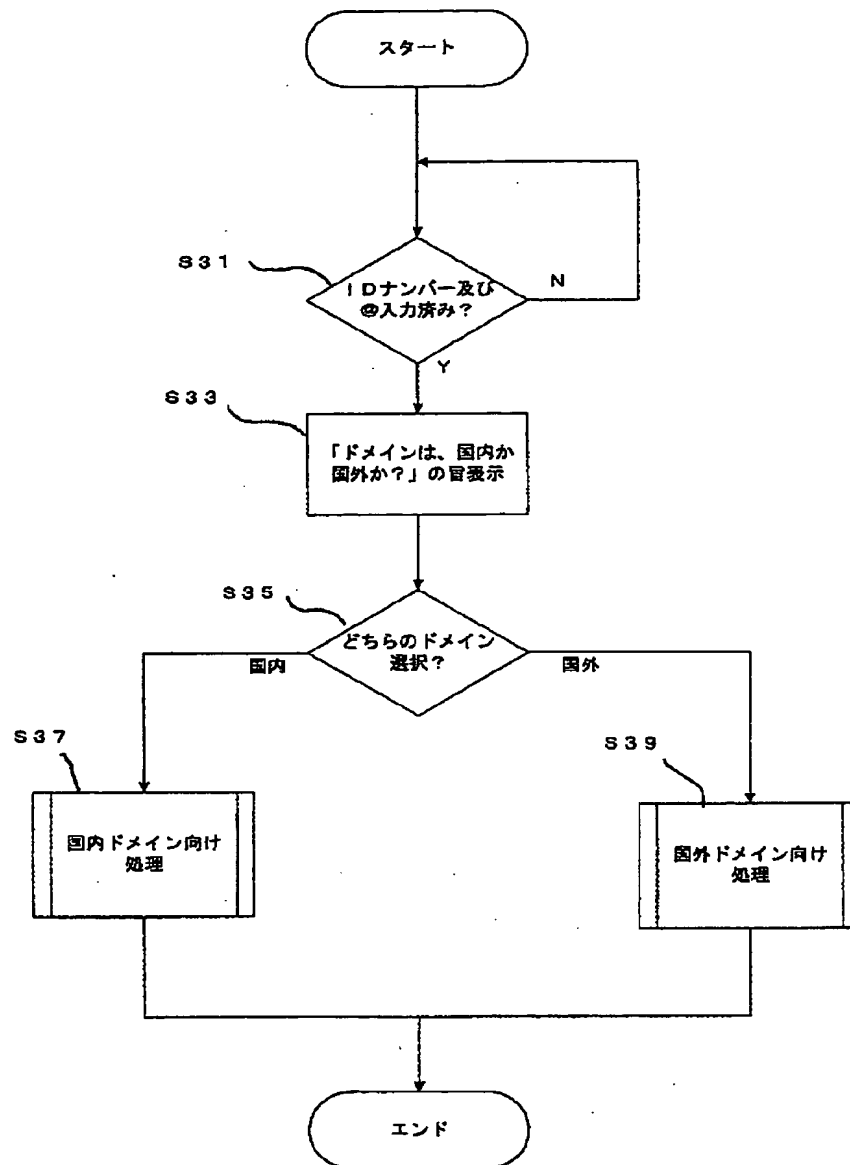 スタート
S31
IDナンバー及び
@入力済み?
N
Y
S33
「ドメインは、国内か
国外か?」の旨表示
S35
どちらのドメイン
選択?
国内
国外
S37
S39
国内ドメイン向け
処理
国外ドメイン向け
処理
エンド